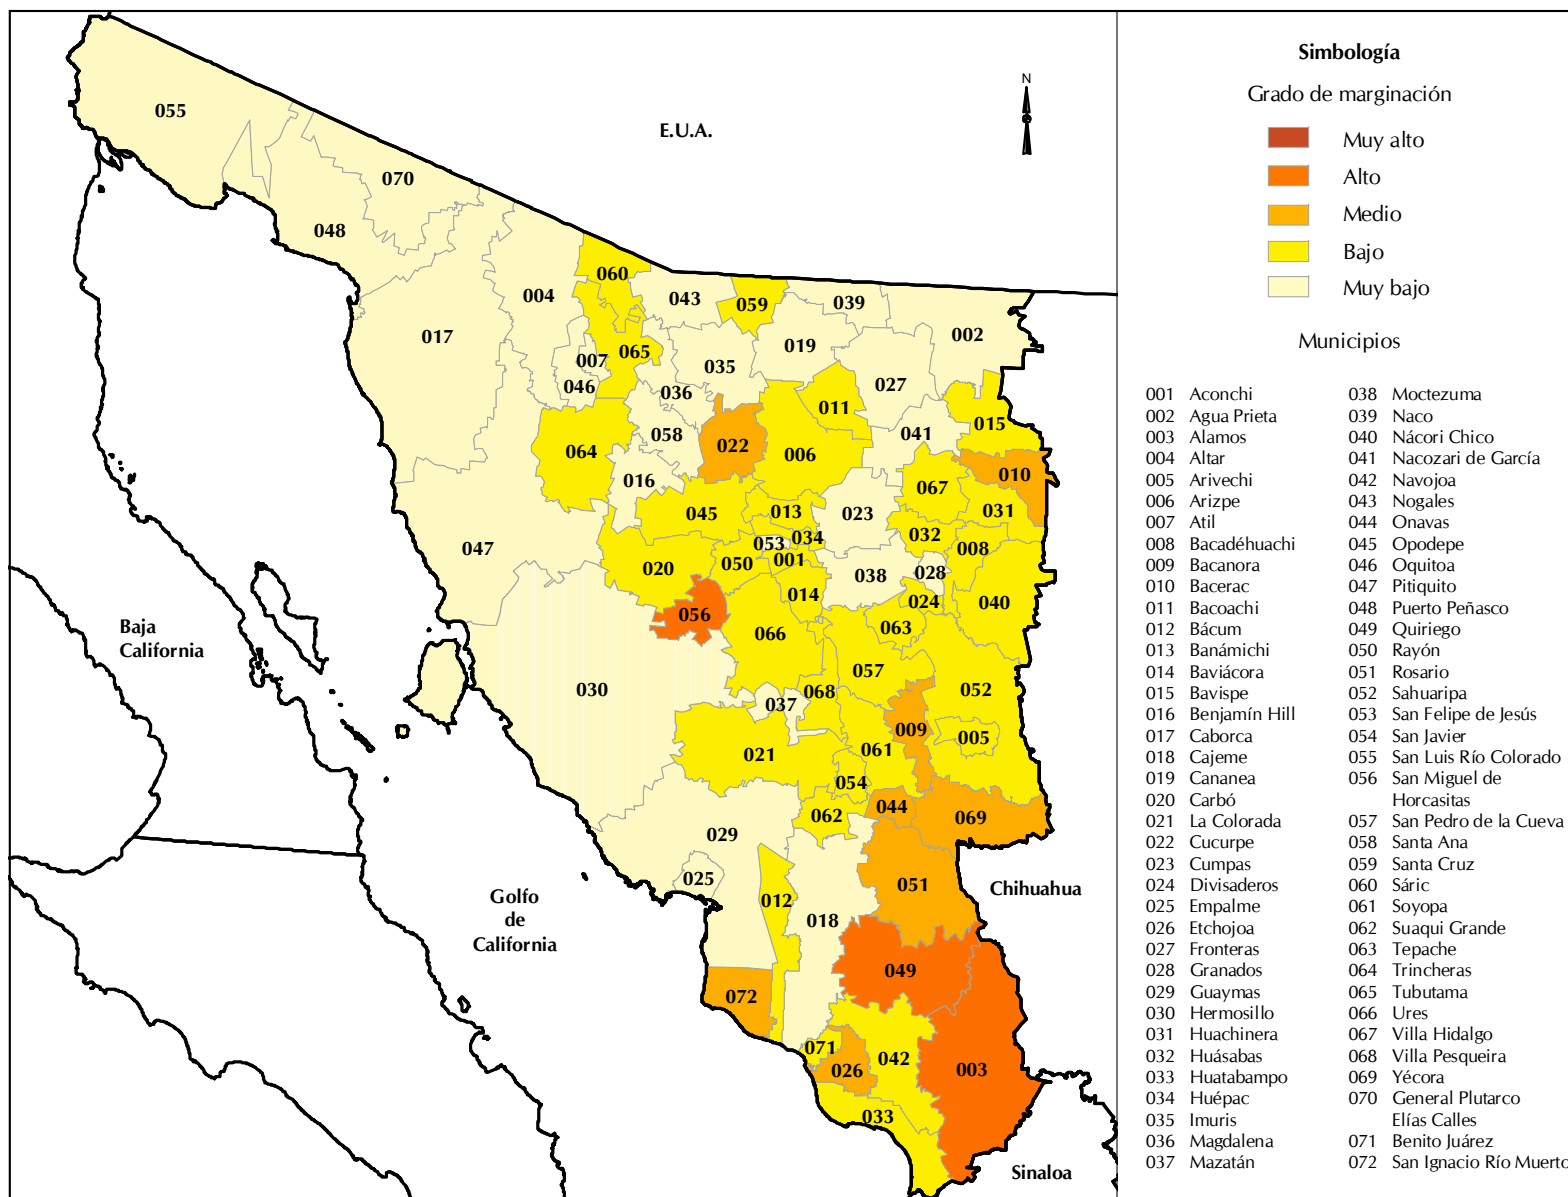 N
E.U.A.
055
070
048
060
004
043
059
039
002
017
007
065
019
035
027
046
036
011
015
058
041
064
022
006
010
016
067
045
013
023
031
047
053
034
032
008
020
050
001
038
028
014
024
040
056
066
063
Baja
California
057
030
037
068
052
009
005
021
061
054
044
062
069
029
025
051
Chihuahua
012
018
Golfo
de
California
049
072
071
042
026
003
033
Sinaloa
Simbología
Grado de marginación
Muy alto
Alto
Medio
Bajo
Muy bajo
Municipios
001 Aconchi
002 Agua Prieta
003 Alamos
004 Altar
005 Arivechi
006 Arizpe
007 Atil
008 Bacadéhuachi
009 Bacanora
010 Bacerac
011 Bacoachi
012 Bácum
013 Banámichi
014 Baviácora
015 Bavispe
016 Benjamín Hill
017 Caborca
018 Cajeme
019 Cananea
020 Carbó
021 La Colorada
022 Cucurpe
023 Cumpas
024 Divisaderos
025 Empalme
026 Etchojoa
027 Fronteras
028 Granados
029 Guaymas
030 Hermosillo
031 Huachinera
032 Huásabas
033 Huatabampo
034 Huépac
035 Imuris
036 Magdalena
037 Mazatán
038 Moctezuma
039 Naco
040 Nácori Chico
041 Nacozari de García
042 Navojoa
043 Nogales
044 Onavas
045 Opodepe
046 Oquitoa
047 Pitiquito
048 Puerto Peñasco
049 Quiriego
050 Rayón
051 Rosario
052 Sahuaripa
053 San Felipe de Jesús
054 San Javier
055 San Luis Río Colorado
056 San Miguel de
Horcasitas
057 San Pedro de la Cueva
058 Santa Ana
059 Santa Cruz
060 Sáric
061 Soyopa
062 Suaqui Grande
063 Tepache
064 Trincheras
065 Tubutama
066 Ures
067 Villa Hidalgo
068 Villa Pesqueira
069 Yécora
070 General Plutarco
Elías Calles
071 Benito Juárez
072 San Ignacio Río Muerto